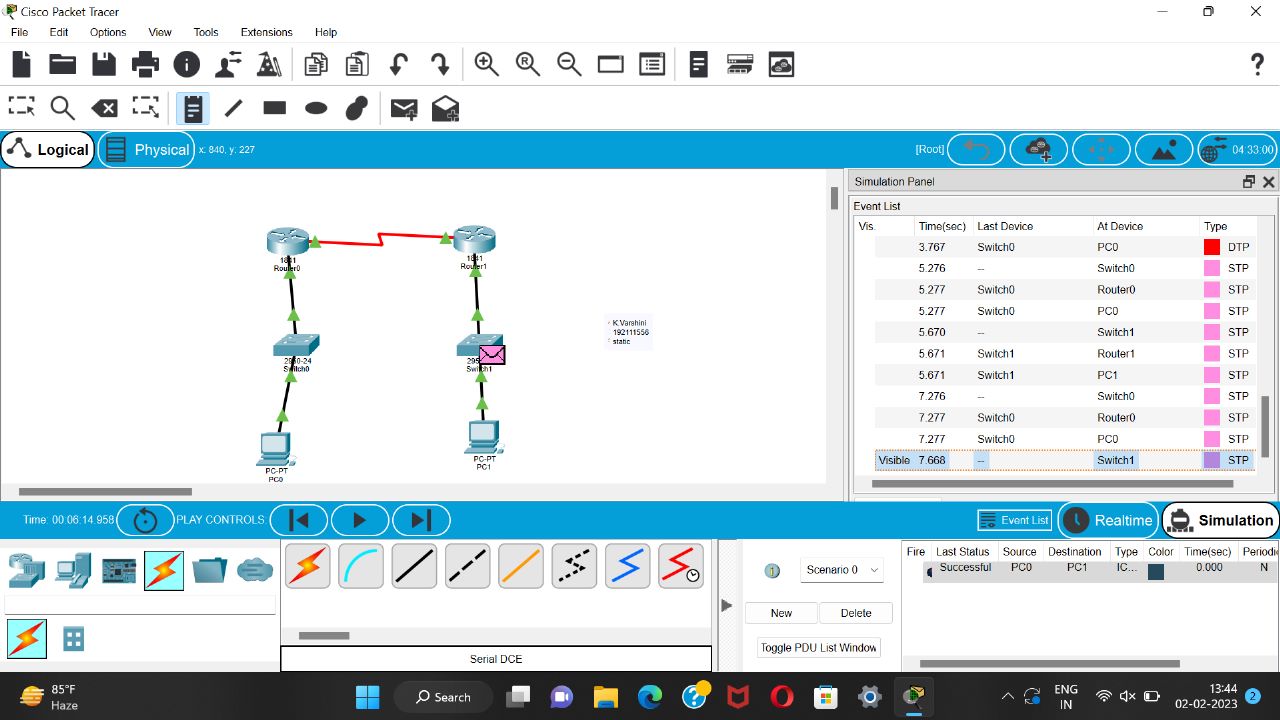 Cisco Packet Tracer
File Edit Options View Tools Extensions Help
Logical Physical x: 840, y: 227 [Root] 04:33:00
1841
Router0
1841
Router1
K.Varshini
192111556
static
2950-24
Switch0
Switch1
PC-PT
PC0
PC-PT
PC1
Simulation Panel
Event List
Vis. Time(sec) Last Device At Device Type
3.767 Switch0 PC0 DTP
5.276 -- Switch0 STP
5.277 Switch0 Router0 STP
5.277 Switch0 PC0 STP
5.670 -- Switch1 STP
5.671 Switch1 Router1 STP
5.671 Switch1 PC1 STP
7.276 -- Switch0 STP
7.277 Switch0 Router0 STP
7.277 Switch0 PC0 STP
Visible 7.668 -- Switch1 STP
Time: 00:06:14.958 PLAY CONTROLS: Event List Realtime Simulation
Scenario 0
New Delete
Toggle PDU List Window
Fire Last Status Source Destination Type Color Time(sec) Periodi
Successful PC0 PC1 IC... 0.000 N
Serial DCE
85°F
Haze
Search
ENG
IN
13:44
02-02-2023
2